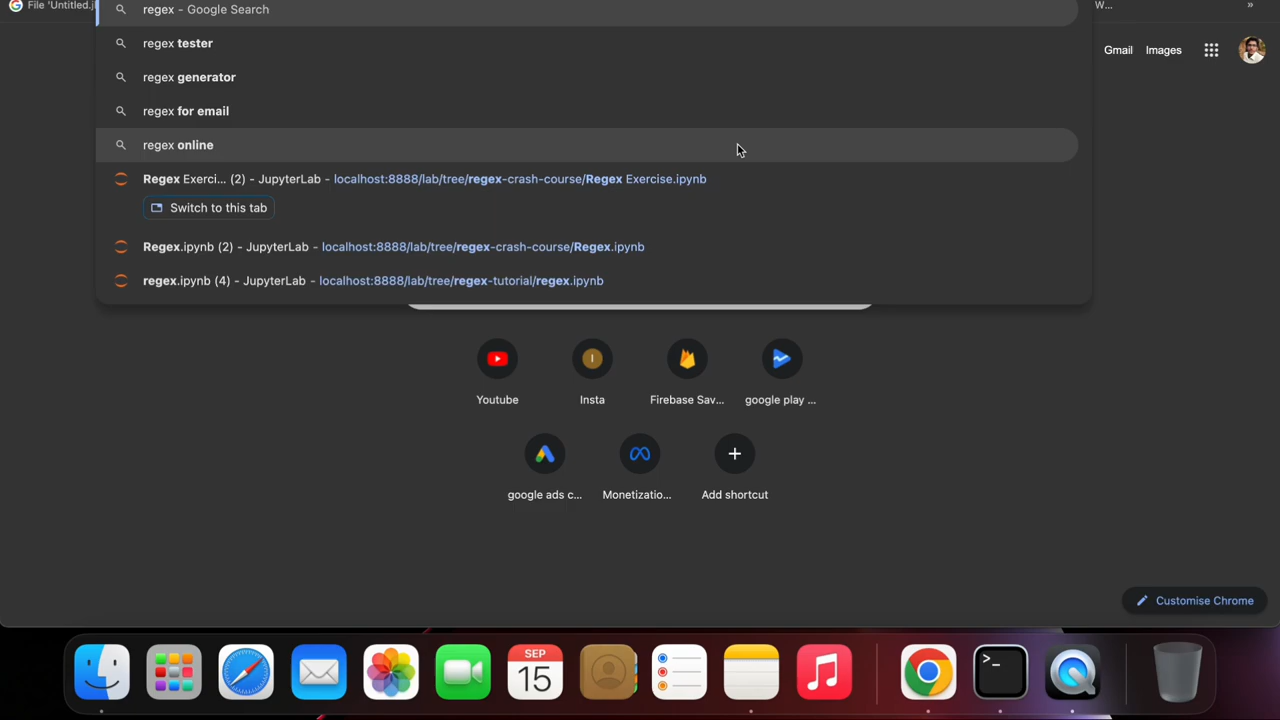 File 'Untitled.i
regex – Google Search
W...
»
regex tester
Gmail Images
regex generator
regex for email
regex online
Regex Exerci... (2) - JupyterLab - localhost:8888/lab/tree/regex-crash-course/Regex Exercise.ipynb
Switch to this tab
Regex.ipynb (2) - JupyterLab - localhost:8888/lab/tree/regex-crash-course/Regex.ipynb
regex.ipynb (4) - JupyterLab - localhost:8888/lab/tree/regex-tutorial/regex.ipynb
I
Youtube Insta Firebase Sav... google play ...
google ads c... Monetizatio... Add shortcut
Customise Chrome
SEP
15
>_